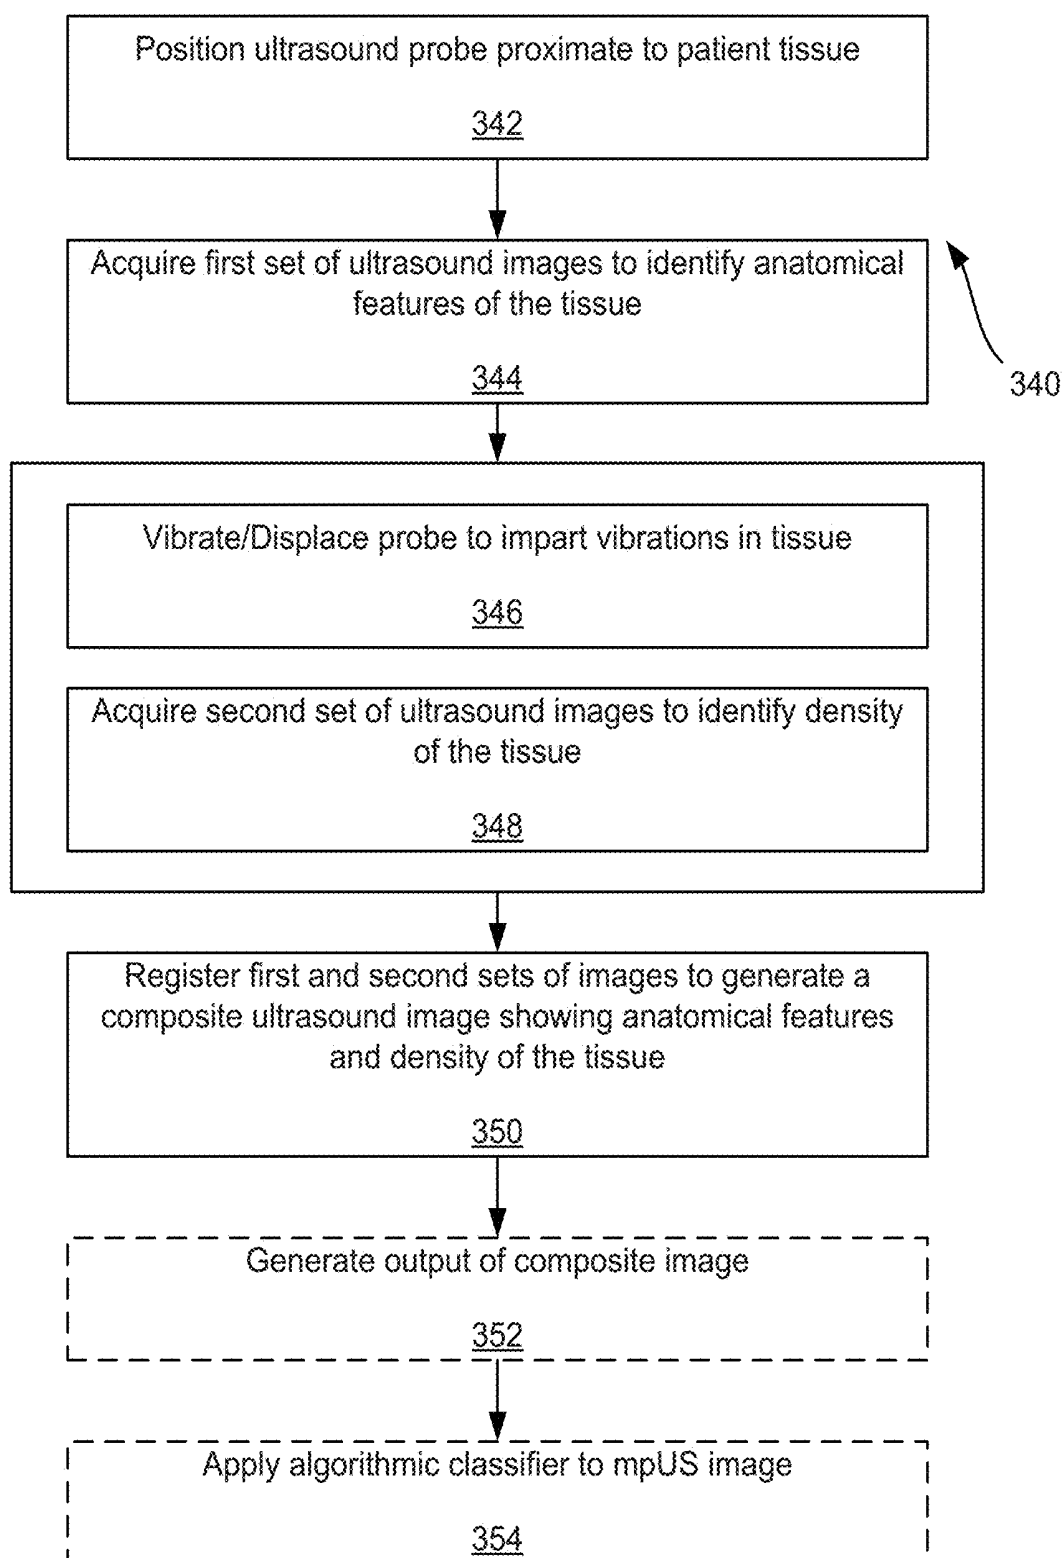 Position ultrasound probe proximate to patient tissue
342
Acquire first set of ultrasound images to identify anatomical
features of the tissue
344
340
Vibrate/Displace probe to impart vibrations in tissue
346
Acquire second set of ultrasound images to identify density
of the tissue
348
Register first and second sets of images to generate a
composite ultrasound image showing anatomical features
and density of the tissue
350
Generate output of composite image
352
Apply algorithmic classifier to mpUS image
354